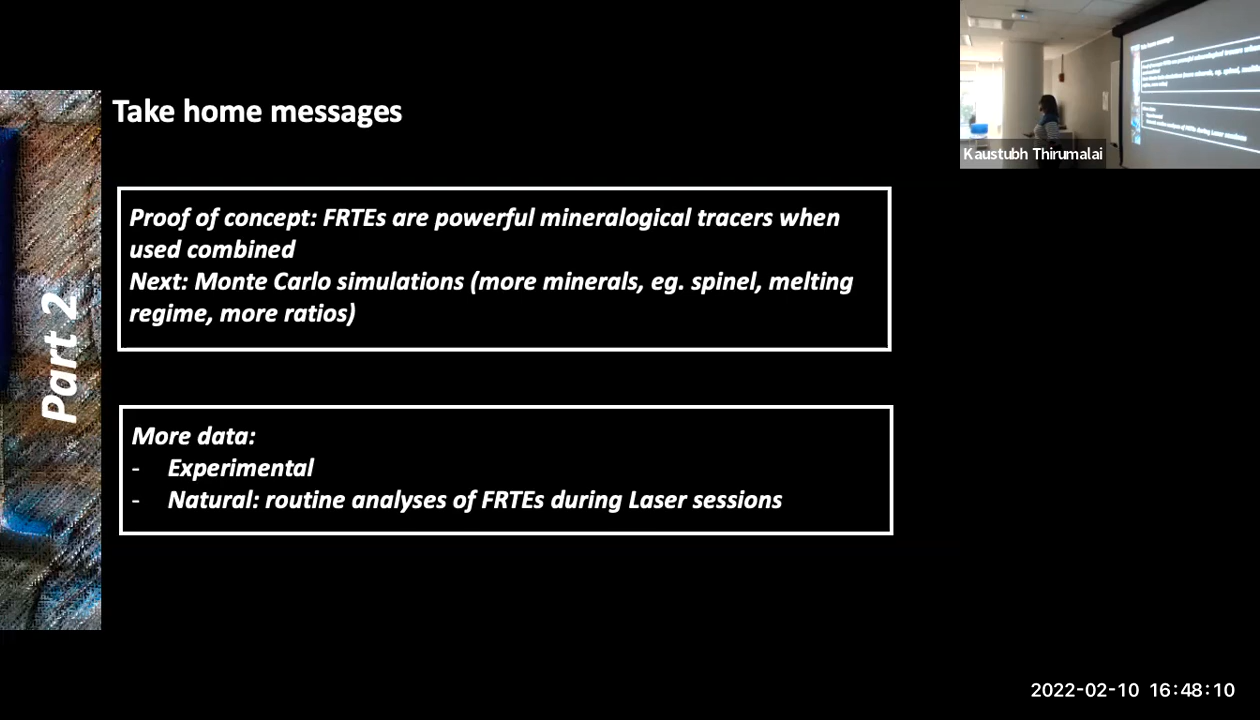 Take home messages
Proof of concept: FRTEs are powerful mineralogical tracers when
used combined
Next: Monte Carlo simulations (more minerals, eg. spinel, melting
regime, more ratios)
More data:
- Experimental
- Natural: routine analyses of FRTEs during Laser sessions
Part 2
Kaustubh Thirumalai
2022-02-10 16:48:10